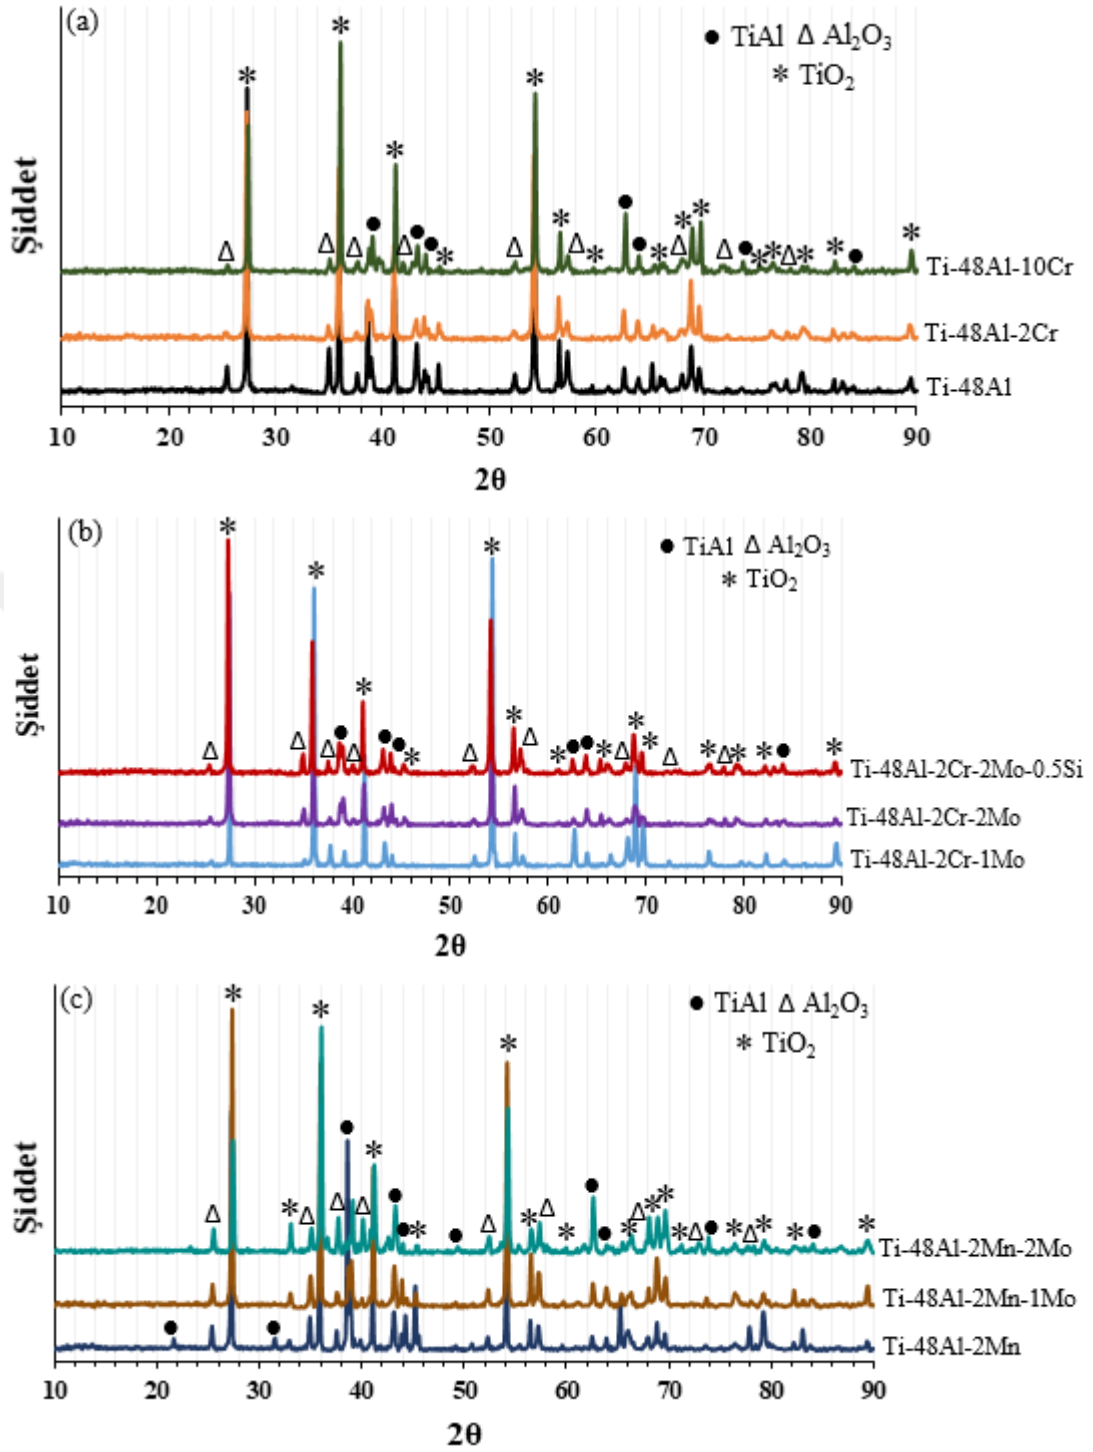 (a)
● TiAl Δ Al₂O₃
* TiO₂
Şiddet
Ti-48Al-10Cr
Ti-48Al-2Cr
Ti-48Al
10 20 30 40 50 60 70 80 90
2θ
(b)
● TiAl Δ Al₂O₃
* TiO₂
Şiddet
Ti-48Al-2Cr-2Mo-0.5Si
Ti-48Al-2Cr-2Mo
Ti-48Al-2Cr-1Mo
10 20 30 40 50 60 70 80 90
2θ
(c)
● TiAl Δ Al₂O₃
* TiO₂
Şiddet
Ti-48Al-2Mn-2Mo
Ti-48Al-2Mn-1Mo
Ti-48Al-2Mn
10 20 30 40 50 60 70 80 90
2θ